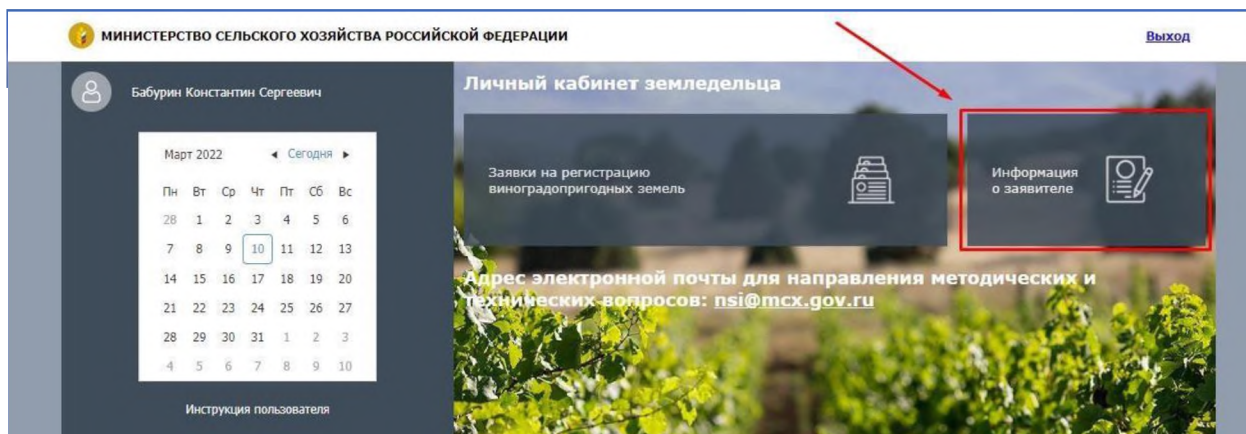 МИНИСТЕРСТВО СЕЛЬСКОГО ХОЗЯЙСТВА РОССИЙСКОЙ ФЕДЕРАЦИИ
Выход
Бабурин Константин Сергеевич
Март 2022 ◄ Сегодня ►
Пн Вт Ср Чт Пт Сб Вс
28 1 2 3 4 5 6
7 8 9 10 11 12 13
14 15 16 17 18 19 20
21 22 23 24 25 26 27
28 29 30 31 1 2 3
4 5 6 7 8 9 10
Инструкция пользователя
Личный кабинет земледельца
Заявки на регистрацию
виноградопригодных земель
Информация
о заявителе
Адрес электронной почты для направления методических и
технических вопросов: nsi@mcx.gov.ru